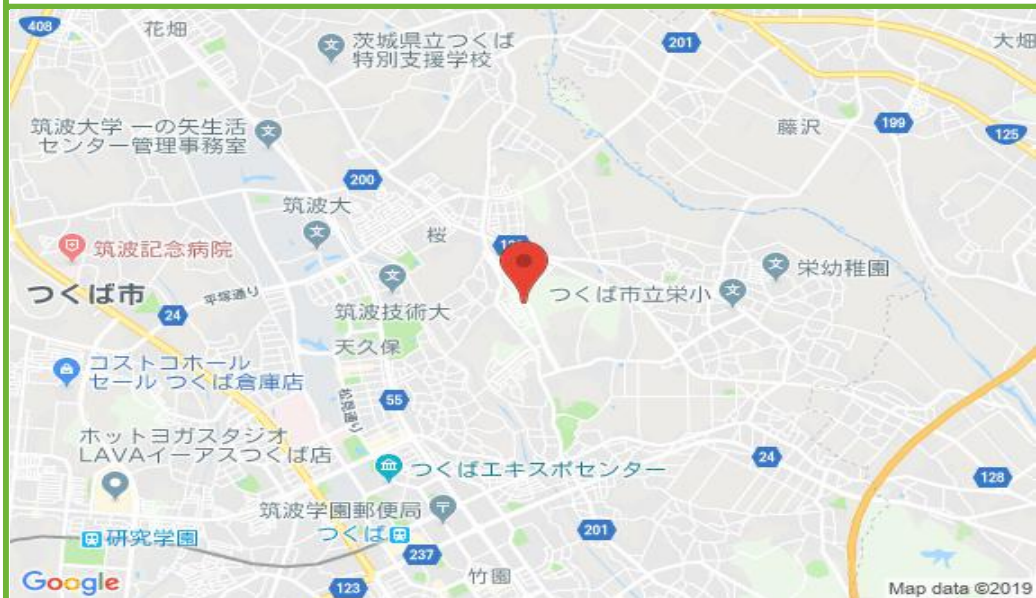 408
花畑
茨城県立つくば
特別支援学校
201
大畑
筑波大学 一の矢生活
センター管理事務室
藤沢
199
125
200
筑波大
桜
筑波記念病院
栄幼稚園
つくば市
平塚通り
24
筑波技術大
つくば市立栄小
天久保
コストコホール
セール つくば倉庫店
松見通り
55
ホットヨガスタジオ
LAVAイーアスつくば店
つくばエキスポセンター
24
128
筑波学園郵便局
研究学園
つくば
201
237
竹園
123
Google
Map data ©2019